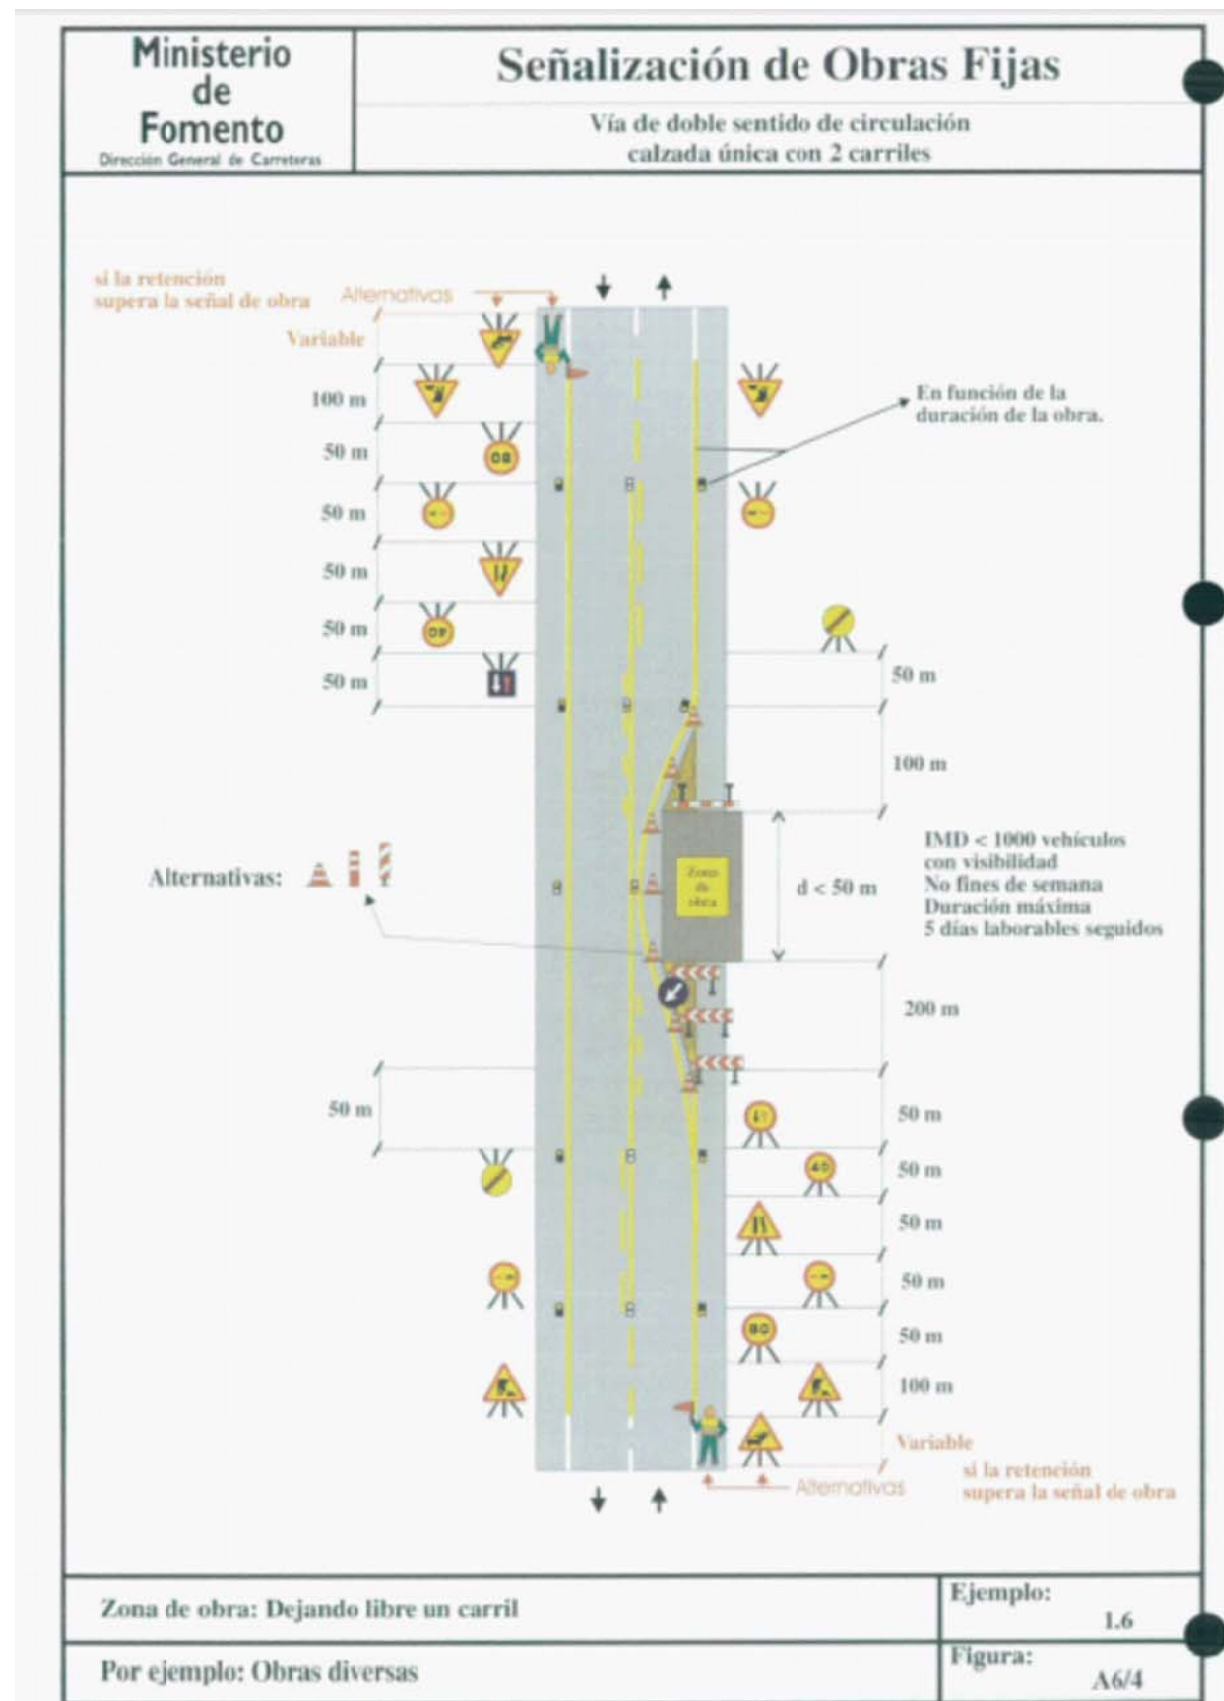 Ministerio
de
Fomento
Dirección General de Carreteras
Señalización de Obras Fijas
Vía de doble sentido de circulación
calzada única con 2 carriles
si la retención
supera la señal de obra
Alternativas
Variable
100 m
50 m
80
50 m
50 m
50 m
40
50 m
En función de la
duración de la obra.
50 m
100 m
Alternativas:
Zona
de
obra
d < 50 m
IMD < 1000 vehículos
con visibilidad
No fines de semana
Duración máxima
5 días laborables seguidos
200 m
50 m
50 m
40
50 m
50 m
50 m
80
50 m
100 m
Variable
si la retención
supera la señal de obra
Alternativas
Zona de obra: Dejando libre un carril
Ejemplo:
1.6
Por ejemplo: Obras diversas
Figura:
A6/4